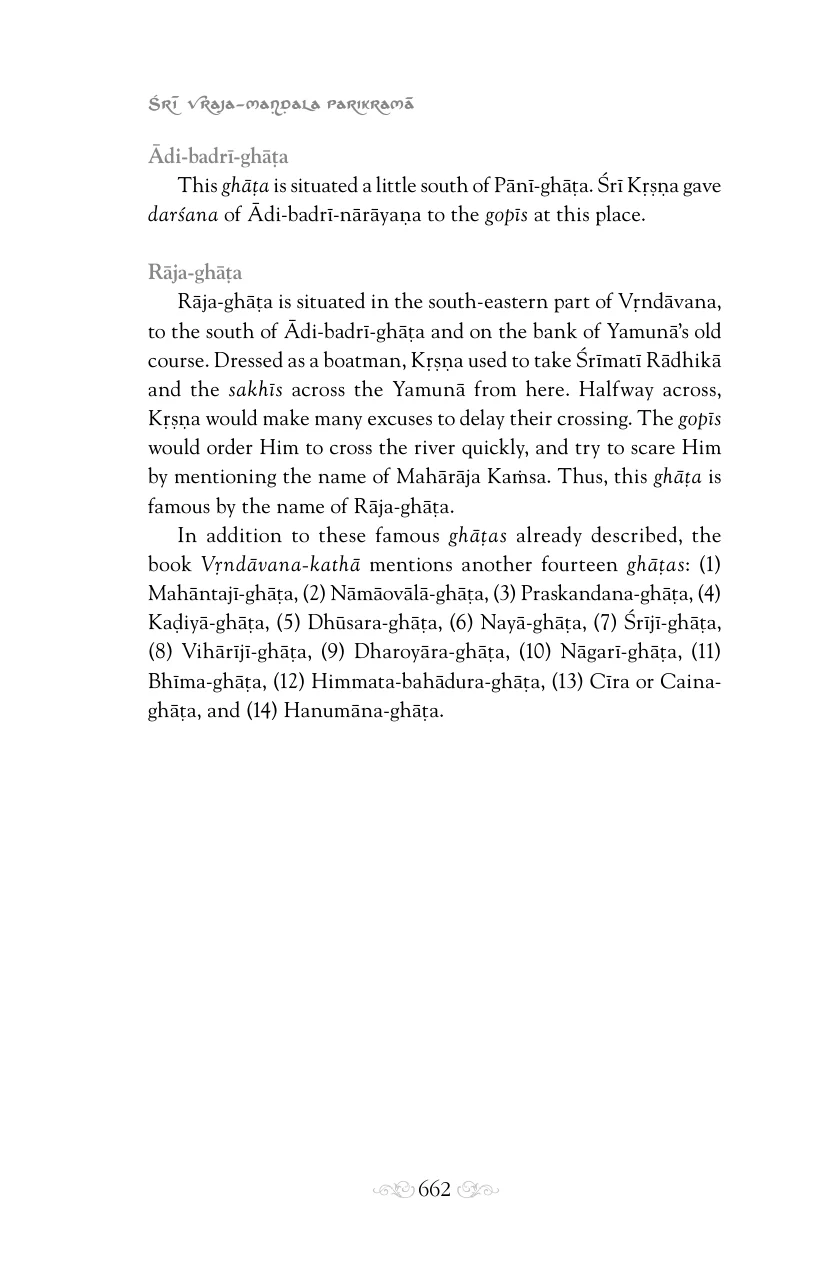 Śrī Vraja-maṇḍala Parikramā
Ādi-badrī-ghāṭa
This ghāṭa is situated a little south of Pānī-ghāṭa. Śrī Kṛṣṇa gave
darśana of Ādi-badrī-nārāyaṇa to the gopīs at this place.
Rāja-ghāṭa
Rāja-ghāṭa is situated in the south-eastern part of Vṛndāvana,
to the south of Ādi-badrī-ghāṭa and on the bank of Yamunā’s old
course. Dressed as a boatman, Kṛṣṇa used to take Śrīmatī Rādhikā
and the sakhīs across the Yamunā from here. Halfway across,
Kṛṣṇa would make many excuses to delay their crossing. The gopīs
would order Him to cross the river quickly, and try to scare Him
by mentioning the name of Mahārāja Kaṁsa. Thus, this ghāṭa is
famous by the name of Rāja-ghāṭa.
In addition to these famous ghāṭas already described, the
book Vṛndāvana-kathā mentions another fourteen ghāṭas: (1)
Mahāntajī-ghāṭa, (2) Nāmāovālā-ghāṭa, (3) Praskandana-ghāṭa, (4)
Kaḍiyā-ghāṭa, (5) Dhūsara-ghāṭa, (6) Nayā-ghāṭa, (7) Śrījī-ghāṭa,
(8) Vihārījī-ghāṭa, (9) Dharoyāra-ghāṭa, (10) Nāgarī-ghāṭa, (11)
Bhīma-ghāṭa, (12) Himmata-bahādura-ghāṭa, (13) Cīra or Caina-
ghāṭa, and (14) Hanumāna-ghāṭa.
662